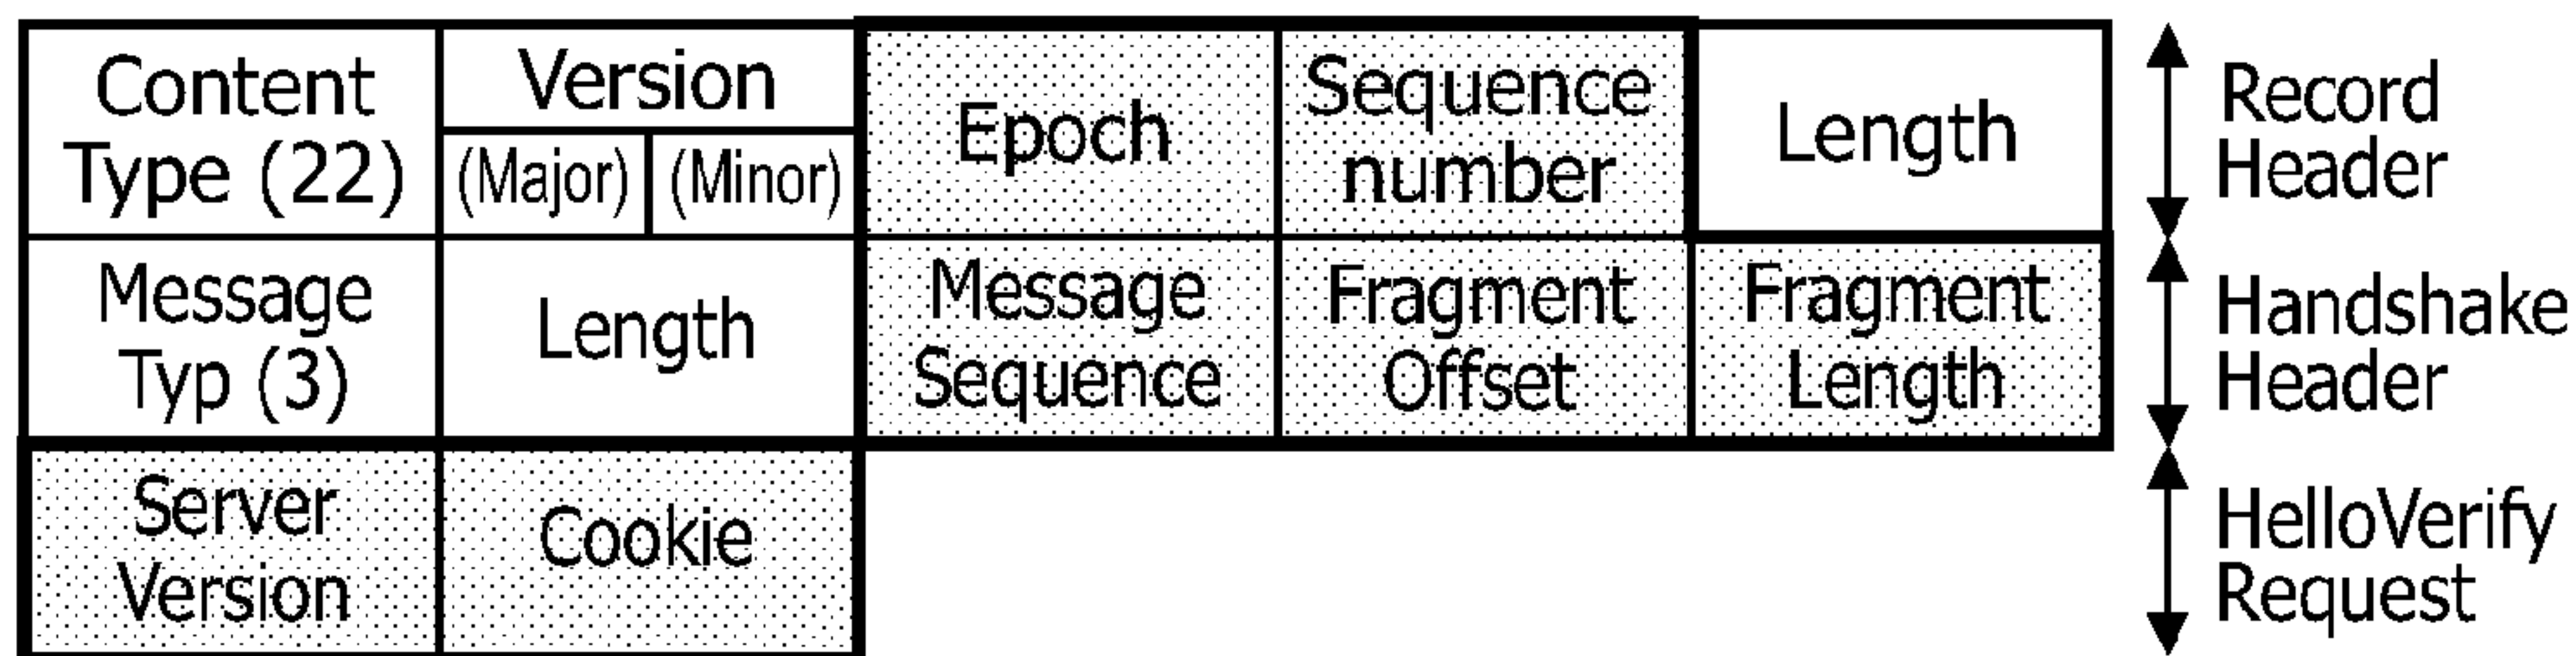 Content
Type (22)
Version
(Major) (Minor)
Epoch
Sequence
number
Length
Record
Header
Message
Typ (3)
Length
Message
Sequence
Fragment
Offset
Fragment
Length
Handshake
Header
Server
Version
Cookie
HelloVerify
Request